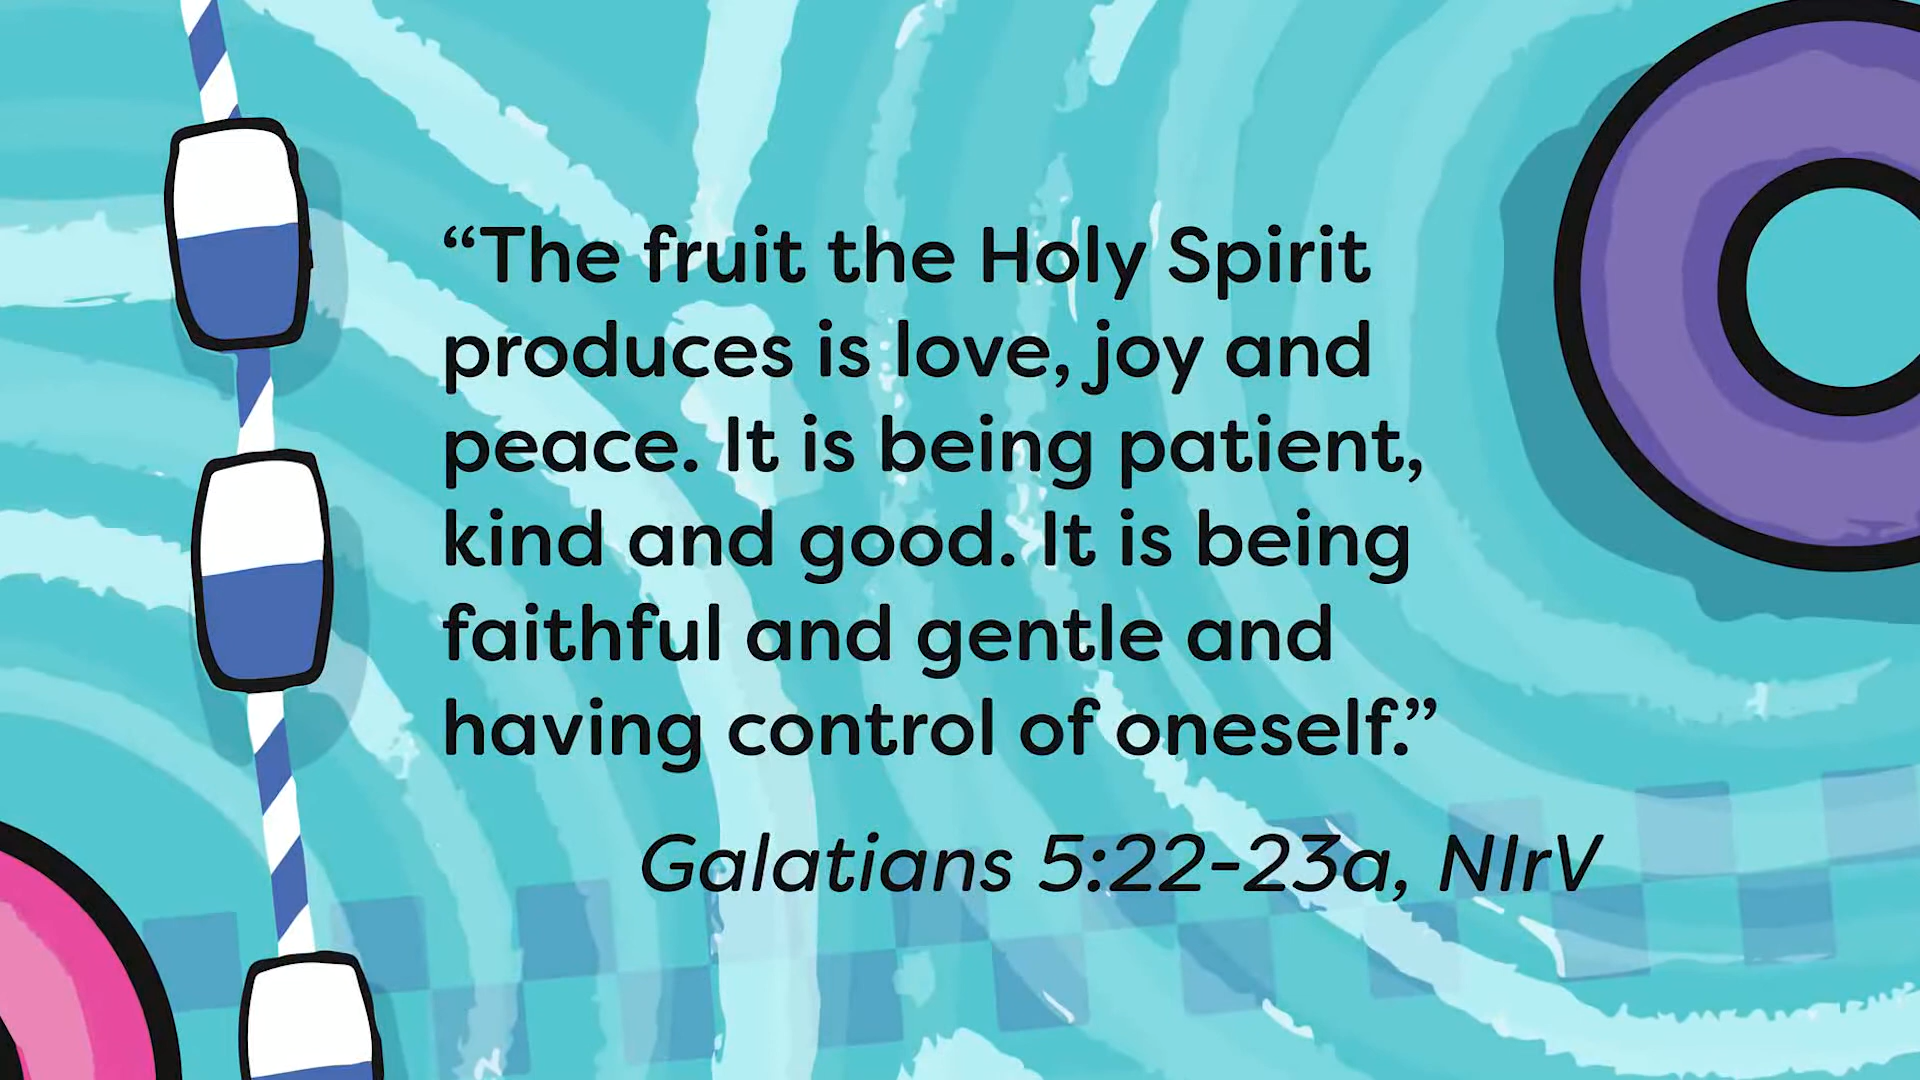 “The fruit the Holy Spirit
produces is love, joy and
peace. It is being patient,
kind and good. It is being
faithful and gentle and
having control of oneself.”
Galatians 5:22-23a, NIrV